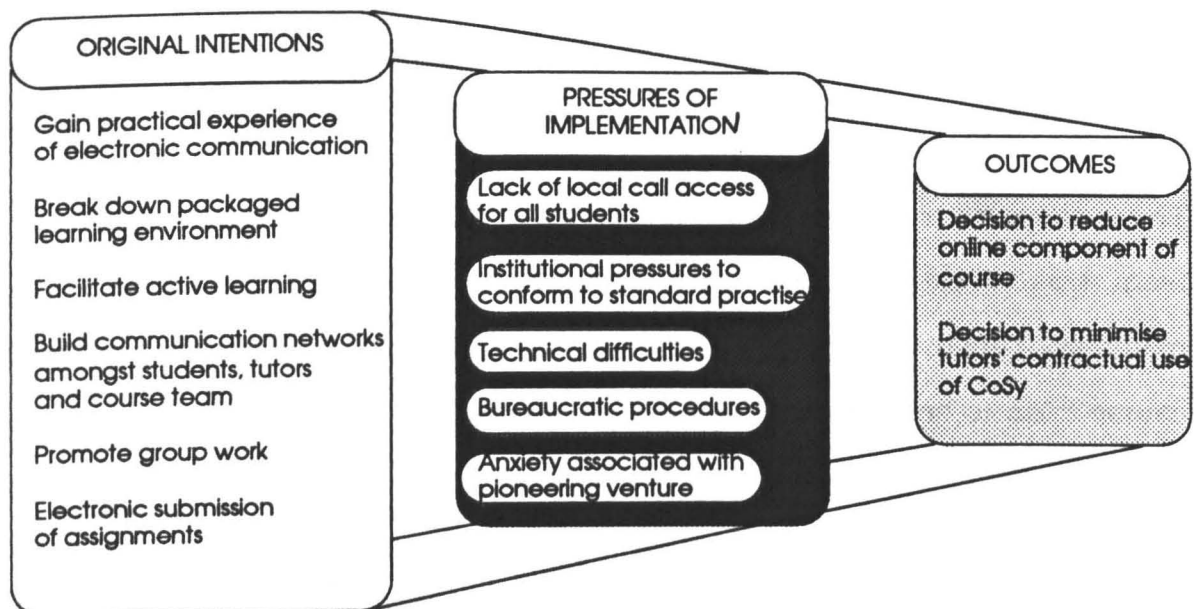 ORIGINAL INTENTIONS
Gain practical experience
of electronic communication
Break down packaged
learning environment
Facilitate active learning
Build communication networks
amongst students, tutors
and course team
Promote group work
Electronic submission
of assignments
PRESSURES OF
IMPLEMENTATION
Lack of local call access
for all students
Institutional pressures to
conform to standard practise
Technical difficulties
Bureaucratic procedures
Anxiety associated with
pioneering venture
OUTCOMES
Decision to reduce
online component of
course
Decision to minimise
tutors' contractual use
of CoSy